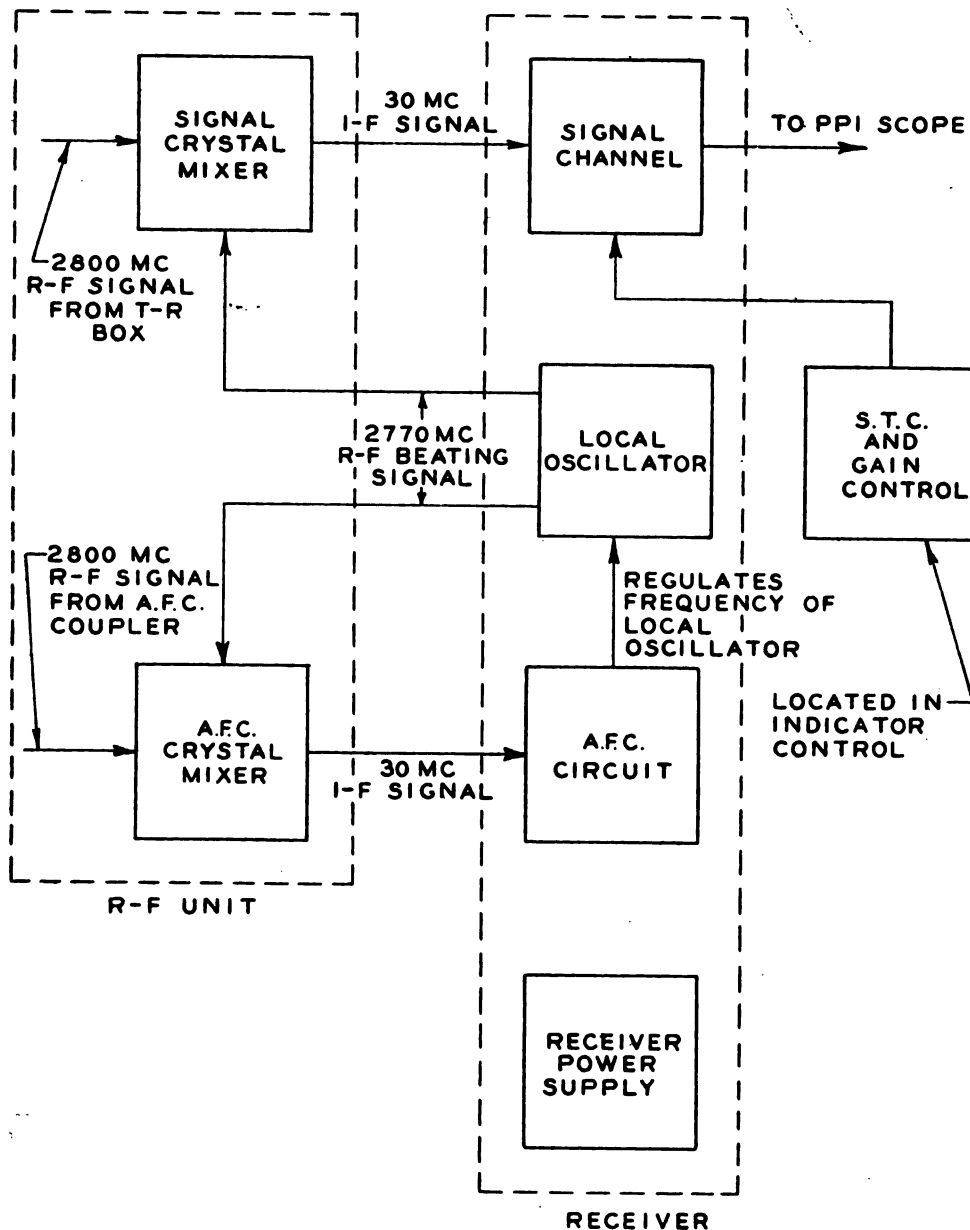 SIGNAL
CRYSTAL
MIXER
30 MC
I-F SIGNAL
SIGNAL
CHANNEL
TO PPI SCOPE
2800 MC
R-F SIGNAL
FROM T-R
BOX
2770 MC
R-F BEATING
SIGNAL
LOCAL
OSCILLATOR
S.T.C.
AND
GAIN
CONTROL
2800 MC
R-F SIGNAL
FROM A.F.C.
COUPLER
REGULATES
FREQUENCY OF
LOCAL
OSCILLATOR
A.F.C.
CRYSTAL
MIXER
30 MC
I-F SIGNAL
A.F.C.
CIRCUIT
LOCATED IN
INDICATOR
CONTROL
R-F UNIT
RECEIVER
POWER
SUPPLY
RECEIVER